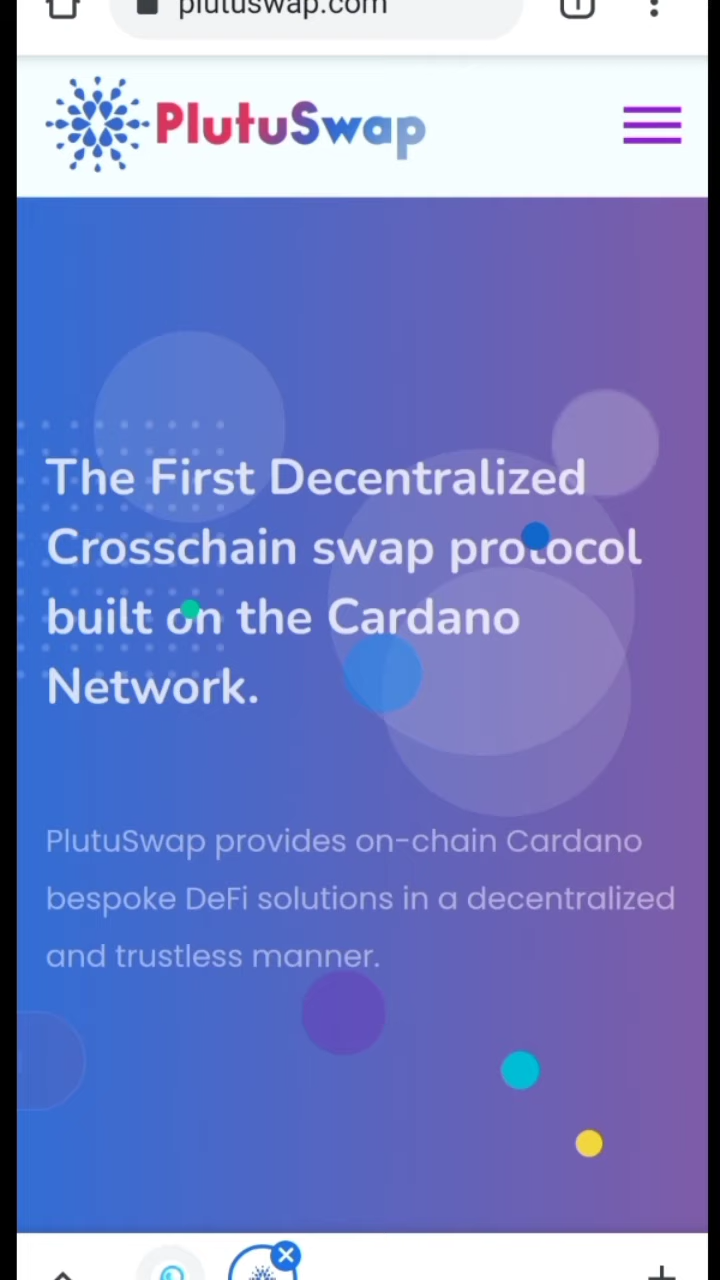 plutuswap.com
PlutuSwap
The First Decentralized
Crosschain swap protocol
built on the Cardano
Network.
PlutuSwap provides on-chain Cardano
bespoke DeFi solutions in a decentralized
and trustless manner.